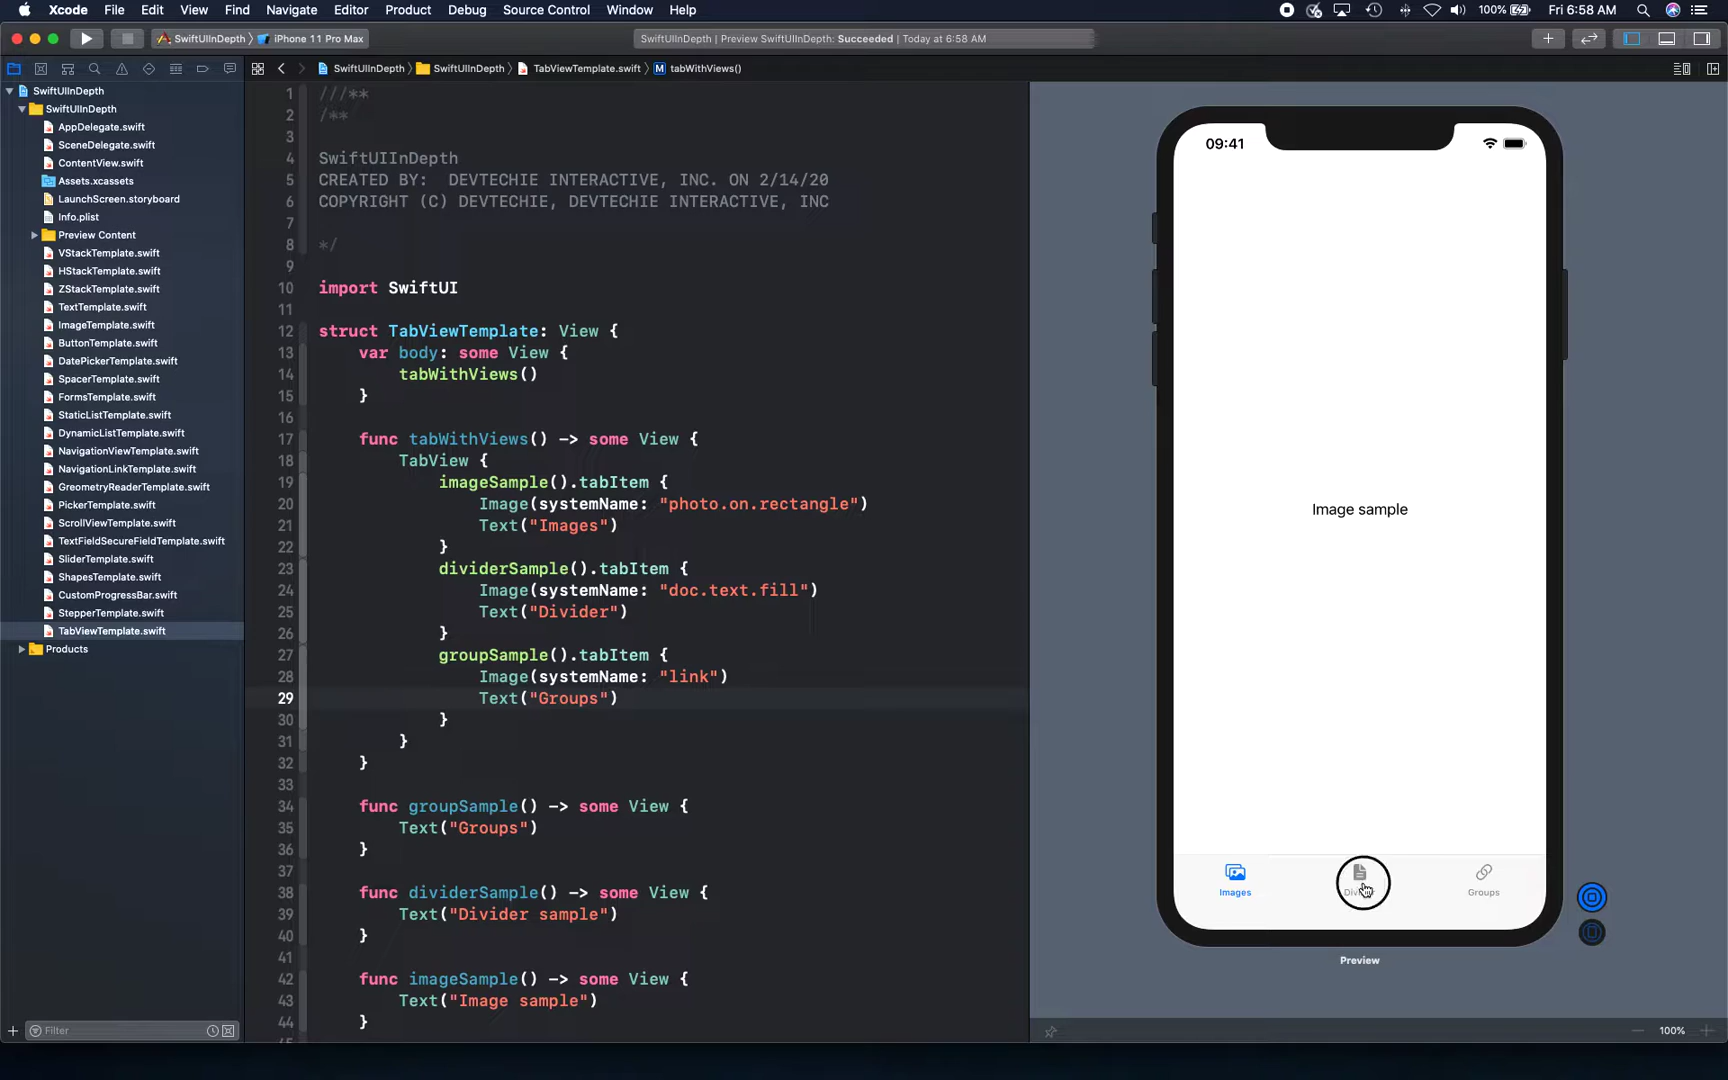 Xcode File Edit View Find Navigate Editor Product Debug Source Control Window Help 100% Fri 6:58 AM
SwiftUIInDepth iPhone 11 Pro Max SwiftUIInDepth | Preview SwiftUIInDepth: Succeeded | Today at 6:58 AM
SwiftUIInDepth SwiftUIInDepth TabViewTemplate.swift M tabWithViews()
SwiftUIInDepth
SwiftUIInDepth
AppDelegate.swift
SceneDelegate.swift
ContentView.swift
Assets.xcassets
LaunchScreen.storyboard
Info.plist
Preview Content
VStackTemplate.swift
HStackTemplate.swift
ZStackTemplate.swift
TextTemplate.swift
ImageTemplate.swift
ButtonTemplate.swift
DatePickerTemplate.swift
SpacerTemplate.swift
FormsTemplate.swift
StaticListTemplate.swift
DynamicListTemplate.swift
NavigationViewTemplate.swift
NavigationLinkTemplate.swift
GreometryReaderTemplate.swift
PickerTemplate.swift
ScrollViewTemplate.swift
TextFieldSecureFieldTemplate.swift
SliderTemplate.swift
ShapesTemplate.swift
CustomProgressBar.swift
StepperTemplate.swift
TabViewTemplate.swift
Products
Filter
1 ///**
2 /**
3
4 SwiftUIInDepth
5 CREATED BY: DEVTECHIE INTERACTIVE, INC. ON 2/14/20
6 COPYRIGHT (C) DEVTECHIE, DEVTECHIE INTERACTIVE, INC
7
8 */
9
10 import SwiftUI
11
12 struct TabViewTemplate: View {
13 var body: some View {
14 tabWithViews()
15 }
16
17 func tabWithViews() -> some View {
18 TabView {
19 imageSample().tabItem {
20 Image(systemName: "photo.on.rectangle")
21 Text("Images")
22 }
23 dividerSample().tabItem {
24 Image(systemName: "doc.text.fill")
25 Text("Divider")
26 }
27 groupSample().tabItem {
28 Image(systemName: "link")
29 Text("Groups")
30 }
31 }
32 }
33
34 func groupSample() -> some View {
35 Text("Groups")
36 }
37
38 func dividerSample() -> some View {
39 Text("Divider sample")
40 }
41
42 func imageSample() -> some View {
43 Text("Image sample")
44 }
09:41
Image sample
Images Groups
Preview
100%